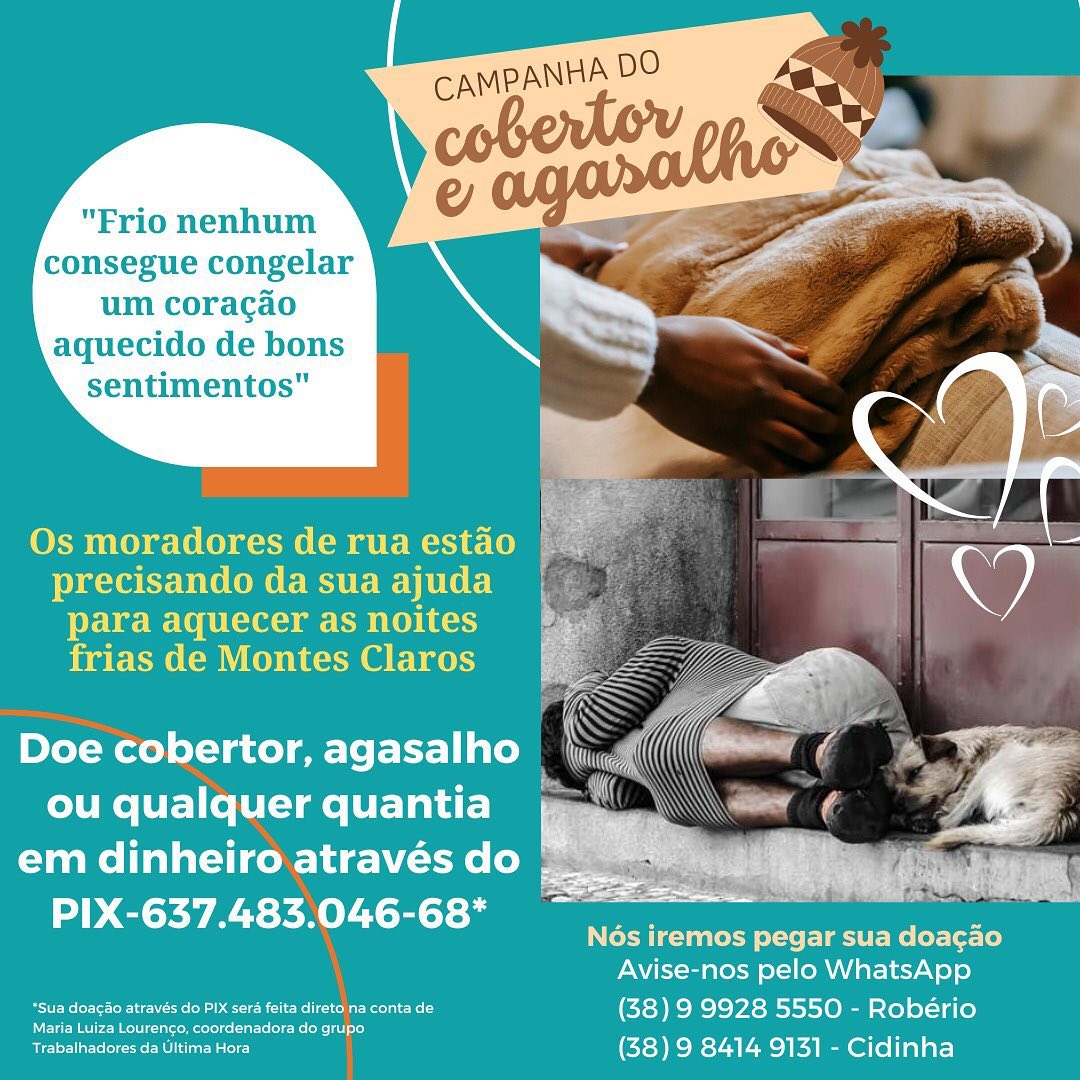 CAMPANHA DO
cobertor
e agasalho
"Frio nenhum
consegue congelar
um coração
aquecido de bons
sentimentos"
Os moradores de rua estão
precisando da sua ajuda
para aquecer as noites
frias de Montes Claros
Doe cobertor, agasalho
ou qualquer quantia
em dinheiro através do
PIX-637.483.046-68*
*Sua doação através do PIX será feita direto na conta de
Maria Luiza Lourenço, coordenadora do grupo
Trabalhadores da Última Hora
Nós iremos pegar sua doação
Avise-nos pelo WhatsApp
(38) 9 9928 5550 - Robério
(38) 9 8414 9131 - Cidinha